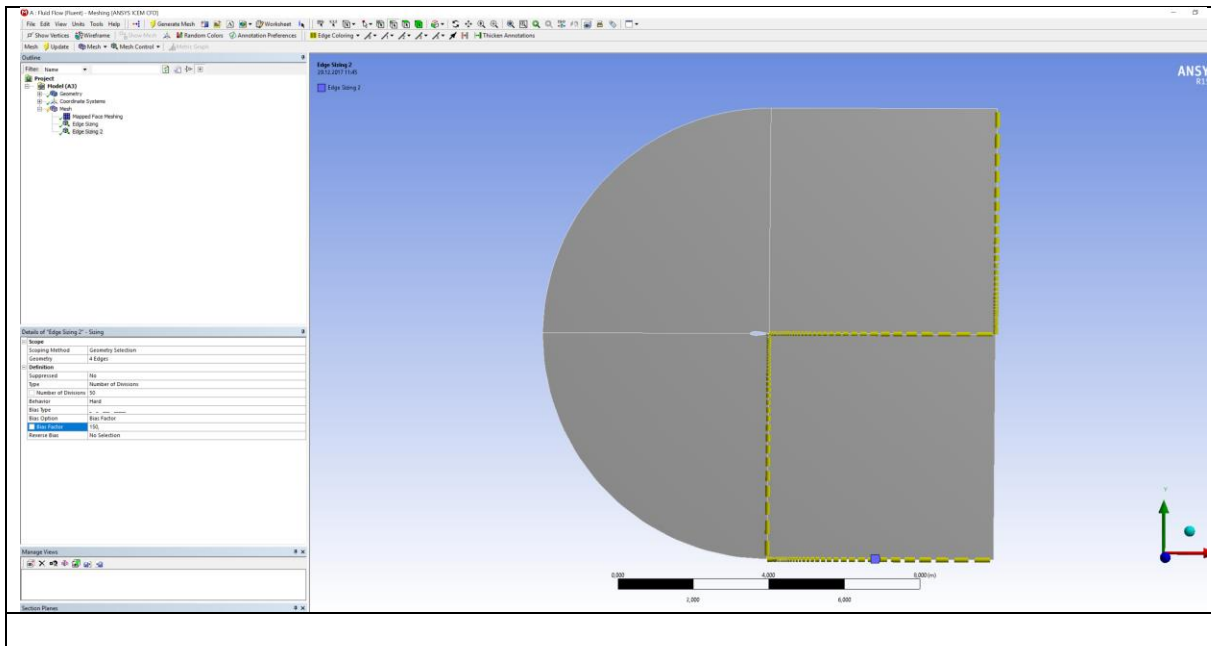 A : Fluid Flow (Fluent) - Meshing [ANSYS ICEM CFD]
File Edit View Units Tools Help Generate Mesh Worksheet
Show Vertices Wireframe Show Mesh Random Colors Annotation Preferences Edge Coloring Thicken Annotations
Mesh Update Mesh Mesh Control Metric Graph
Outline
Filter: Name
Project
Model (A3)
Geometry
Coordinate Systems
Mesh
Mapped Face Meshing
Edge Sizing
Edge Sizing 2
Edge Sizing 2
20.12.2017 11:45
Edge Sizing 2
ANSY
Details of "Edge Sizing 2" - Sizing
Scope
Scoping Method Geometry Selection
Geometry 4 Edges
Definition
Suppressed No
Type Number of Divisions
Number of Divisions 50
Behavior Hard
Bias Type
Bias Option Bias Factor
Bias Factor 150,
Reverse Bias No Selection
Manage Views
Section Planes
0,000 4,000 8,000 (m)
2,000 6,000
Y